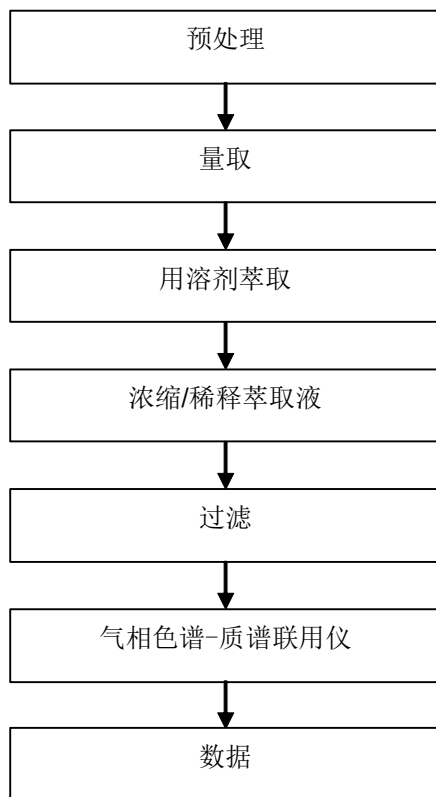 预处理
量取
用溶剂萃取
浓缩/稀释萃取液
过滤
气相色谱-质谱联用仪
数据